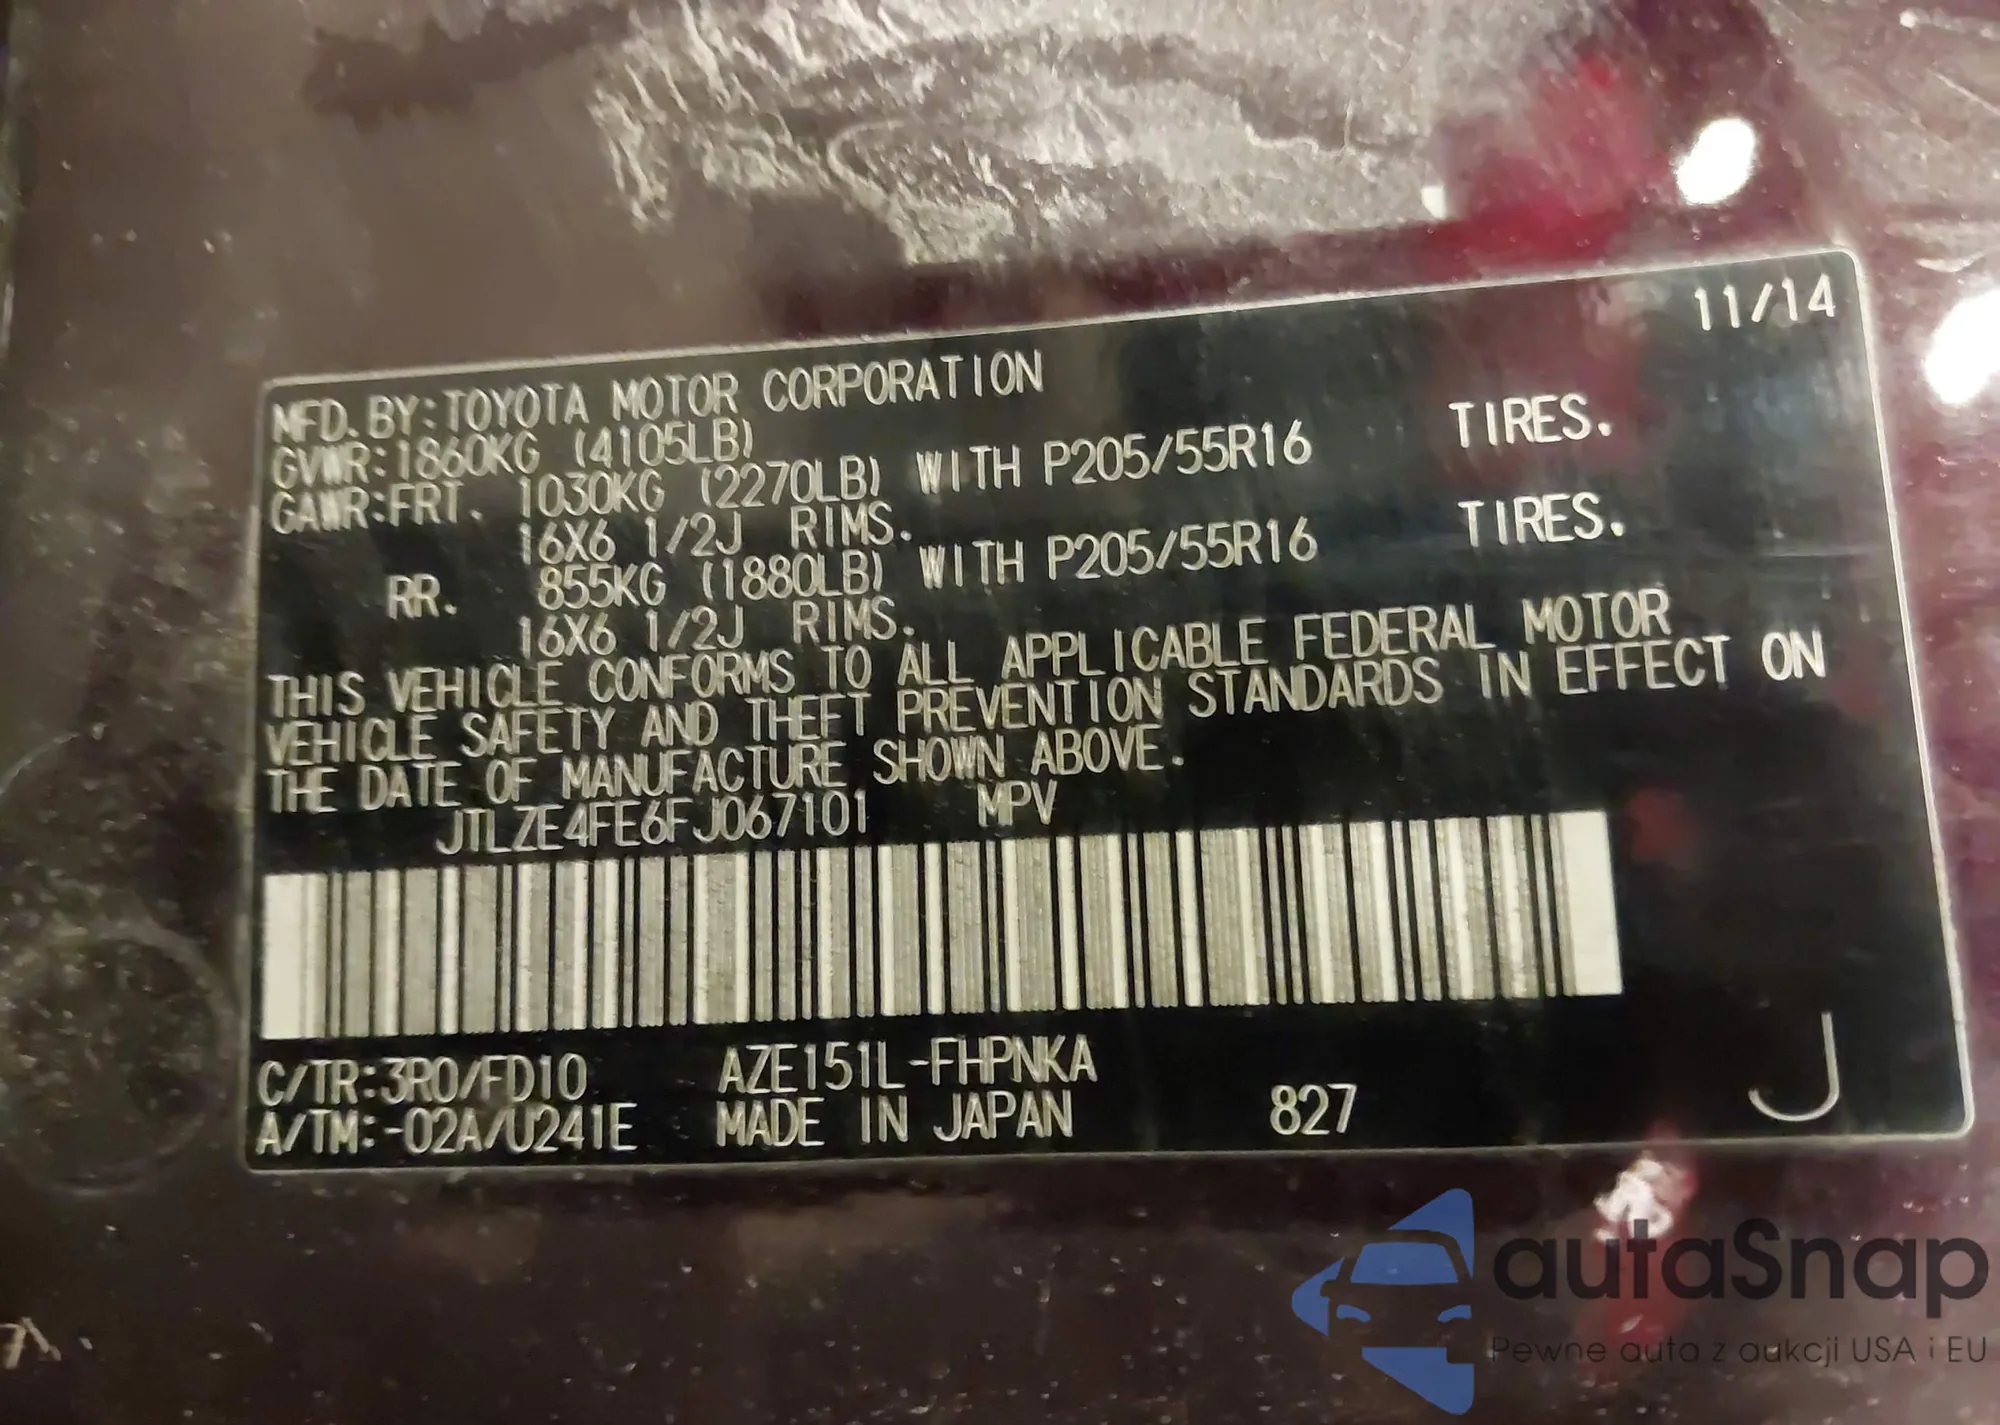 11/14
MFD. BY: TOYOTA MOTOR CORPORATION
GVWR: 1860KG (4105LB)
GAWR: FRT. 1030KG (2270LB) WITH P205/55R16 TIRES.
16X6 1/2J RIMS.
RR. 855KG (1880LB) WITH P205/55R16 TIRES.
16X6 1/2J RIMS.
THIS VEHICLE CONFORMS TO ALL APPLICABLE FEDERAL MOTOR
VEHICLE SAFETY AND THEFT PREVENTION STANDARDS IN EFFECT ON
THE DATE OF MANUFACTURE SHOWN ABOVE.
JTLZE4FE6FJ067101 MPV
C/TR: 3R0/FD10 AZE151L-FHPNKA
A/TM: -02A/U241E MADE IN JAPAN 827 J
autaSnap
Pewne auta z aukcji USA i EU